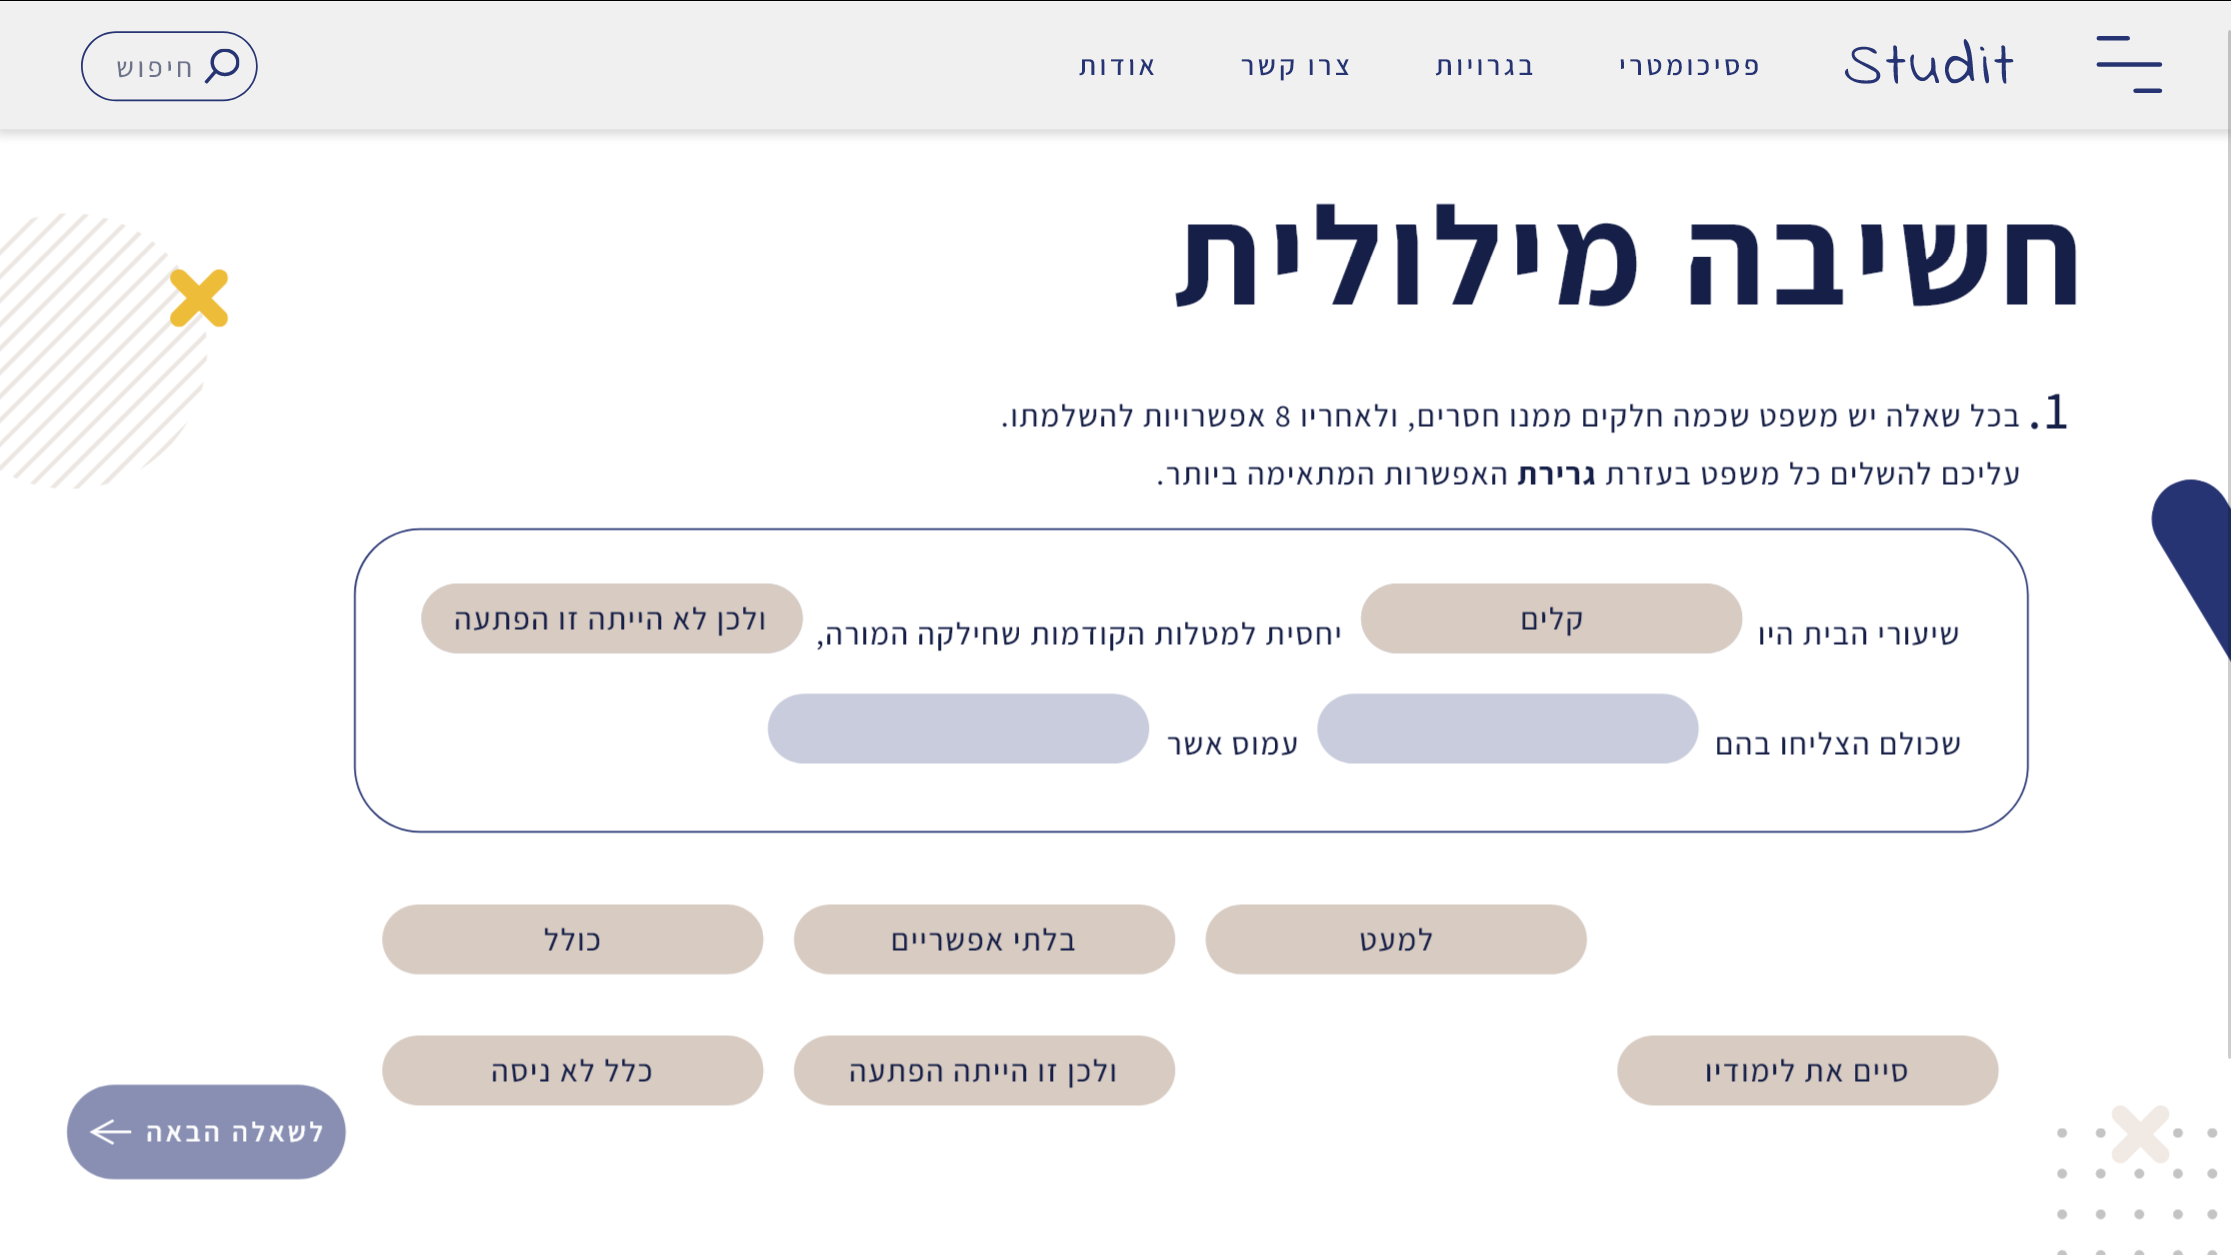 Studit פסיכומטרי בגרויות צרו קשר אודות חיפוש
חשיבה מילולית
1. בכל שאלה יש משפט שכמה חלקים ממנו חסרים, ולאחריו 8 אפשרויות להשלמתו.
עליכם להשלים כל משפט בעזרת גרירת האפשרות המתאימה ביותר.
שיעורי הבית היו קלים יחסית למטלות הקודמות שחילקה המורה, ולכן לא הייתה זו הפתעה
שכולם הצליחו בהם עמוס אשר
למעט בלתי אפשריים כולל
סיים את לימודיו ולכן זו הייתה הפתעה כלל לא ניסה
לשאלה הבאה